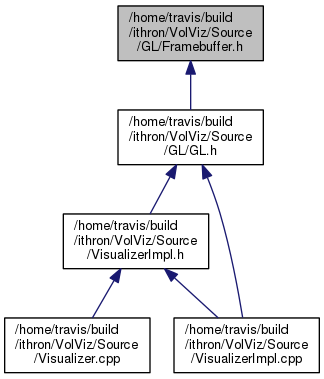 /home/travis/build
/ithron/VolViz/Source
/GL/Framebuffer.h
/home/travis/build
/ithron/VolViz/Source
/GL/GL.h
/home/travis/build
/ithron/VolViz/Source
/VisualizerImpl.h
/home/travis/build
/ithron/VolViz/Source
/Visualizer.cpp
/home/travis/build
/ithron/VolViz/Source
/VisualizerImpl.cpp